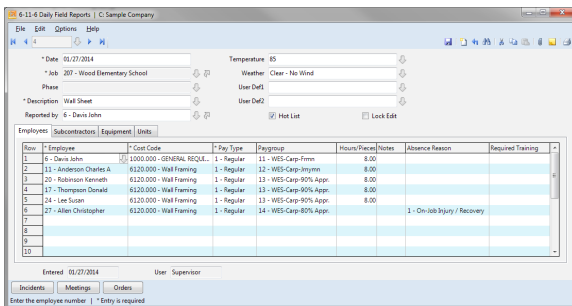 6-11-6 Daily Field Reports | C: Sample Company
File Edit Options Help
4
* Date 01/27/2014 Temperature 85
* Job 207 - Wood Elementary School Weather Clear - No Wind
Phase User Def1
* Description Wall Sheet User Def2
Reported by 6 - Davis John Hot List Lock Edit
Employees Subcontractors Equipment Units
Row * Employee * Cost Code * Pay Type Paygroup Hours/Pieces Notes Absence Reason Required Training
1 6 - Davis John 1000.000 - GENERAL REQUI... 1 - Regular 11 - WES-Carp-Frmn 8.00
2 11 - Anderson Charles A 6120.000 - Wall Framing 1 - Regular 12 - WES-Carp-Jrnymn 8.00
3 20 - Robinson Kenneth 6120.000 - Wall Framing 1 - Regular 13 - WES-Carp-90% Appr. 8.00
4 17 - Thompson Donald 6120.000 - Wall Framing 1 - Regular 13 - WES-Carp-90% Appr. 8.00
5 24 - Lee Susan 6120.000 - Wall Framing 1 - Regular 13 - WES-Carp-90% Appr. 8.00
6 27 - Allen Christopher 6120.000 - Wall Framing 1 - Regular 14 - WES-Carp-80% Appr. 1 - On-Job Injury / Recovery
7
8
9
10
Entered 01/27/2014 User Supervisor
Incidents Meetings Orders
Enter the employee number | * Entry is required